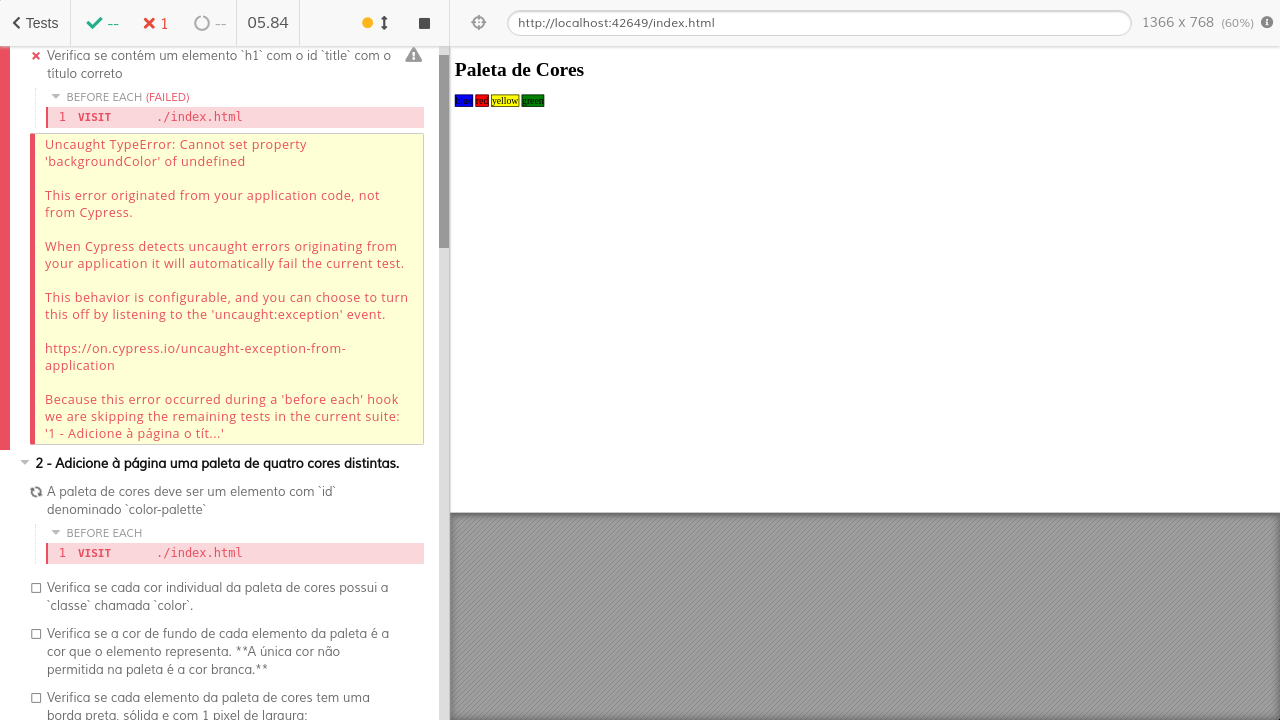 Tests
--
1
--
05.84
http://localhost:42649/index.html
1366 x 768 (60%)
Verifica se contém um elemento `h1` com o id `title` com o
título correto
BEFORE EACH (FAILED)
1 VISIT ./index.html
Uncaught TypeError: Cannot set property
'backgroundColor' of undefined
This error originated from your application code, not
from Cypress.
When Cypress detects uncaught errors originating from
your application it will automatically fail the current test.
This behavior is configurable, and you can choose to turn
this off by listening to the 'uncaught:exception' event.
https://on.cypress.io/uncaught-exception-from-
application
Because this error occurred during a 'before each' hook
we are skipping the remaining tests in the current suite:
'1 - Adicione à página o tít...'
2 - Adicione à página uma paleta de quatro cores distintas.
A paleta de cores deve ser um elemento com `id`
denominado `color-palette`
BEFORE EACH
1 VISIT ./index.html
Verifica se cada cor individual da paleta de cores possui a
`classe` chamada `color`.
Verifica se a cor de fundo de cada elemento da paleta é a
cor que o elemento representa. **A única cor não
permitida na paleta é a cor branca.**
Verifica se cada elemento da paleta de cores tem uma
borda preta, sólida e com 1 pixel de largura;
Paleta de Cores
red yellow green